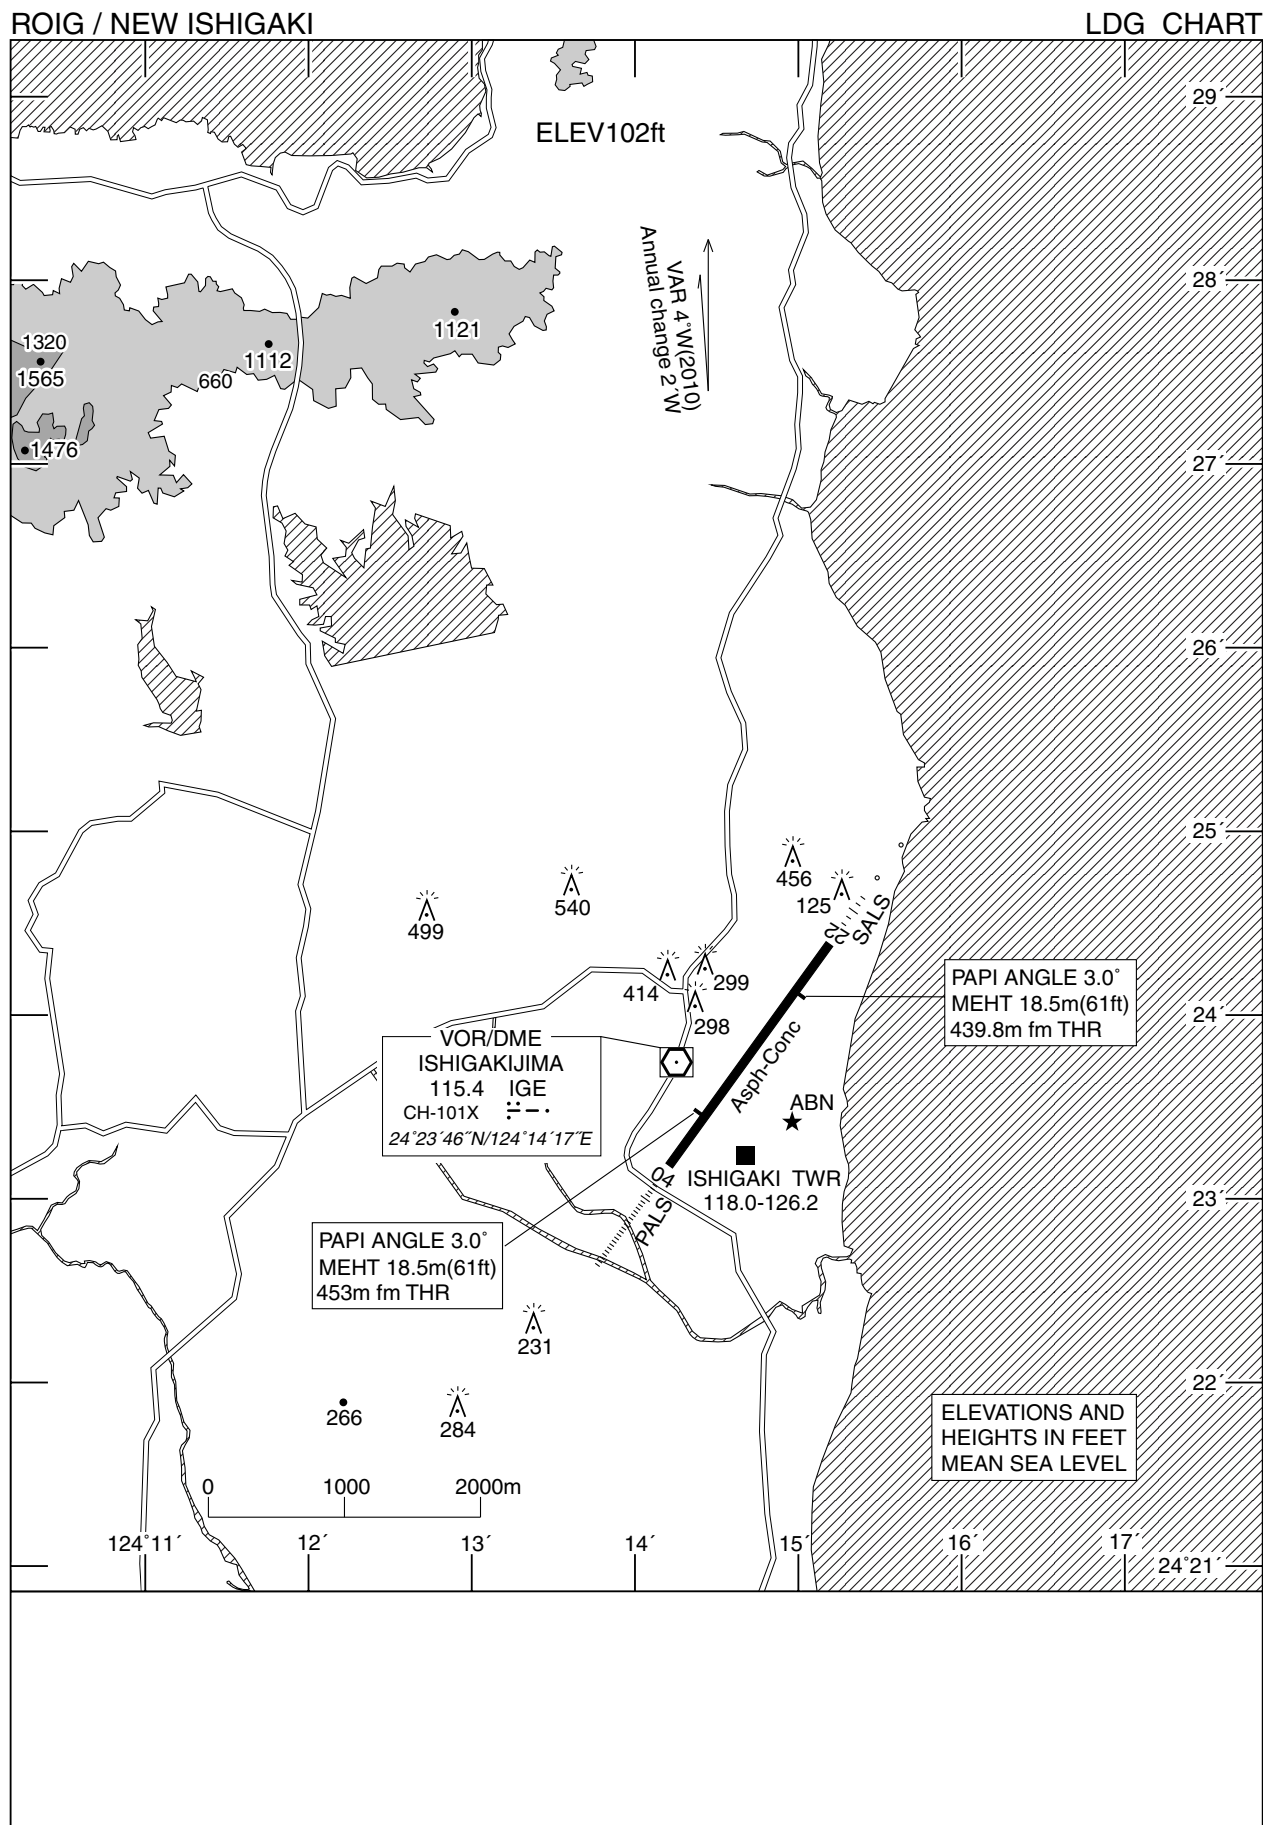 ROIG / NEW ISHIGAKI
LDG CHART
29´
ELEV102ft
VAR 4˚W(2010)
Annual change 2´W
28´
1121
1320
1112
1565
660
1476
27´
26´
25´
456
125
540
499
SALS
22
414
299
298
PAPI ANGLE 3.0˚
MEHT 18.5m(61ft)
439.8m fm THR
24´
VOR/DME
ISHIGAKIJIMA
115.4 IGE
CH-101X
24˚23´46˝N/124˚14´17˝E
Asph-Conc
ABN
04
ISHIGAKI TWR
118.0-126.2
23´
PALS
PAPI ANGLE 3.0˚
MEHT 18.5m(61ft)
453m fm THR
231
22´
266
284
ELEVATIONS AND
HEIGHTS IN FEET
MEAN SEA LEVEL
0 1000 2000m
124˚11´ 12´ 13´ 14´ 15´ 16´ 17´
24˚21´